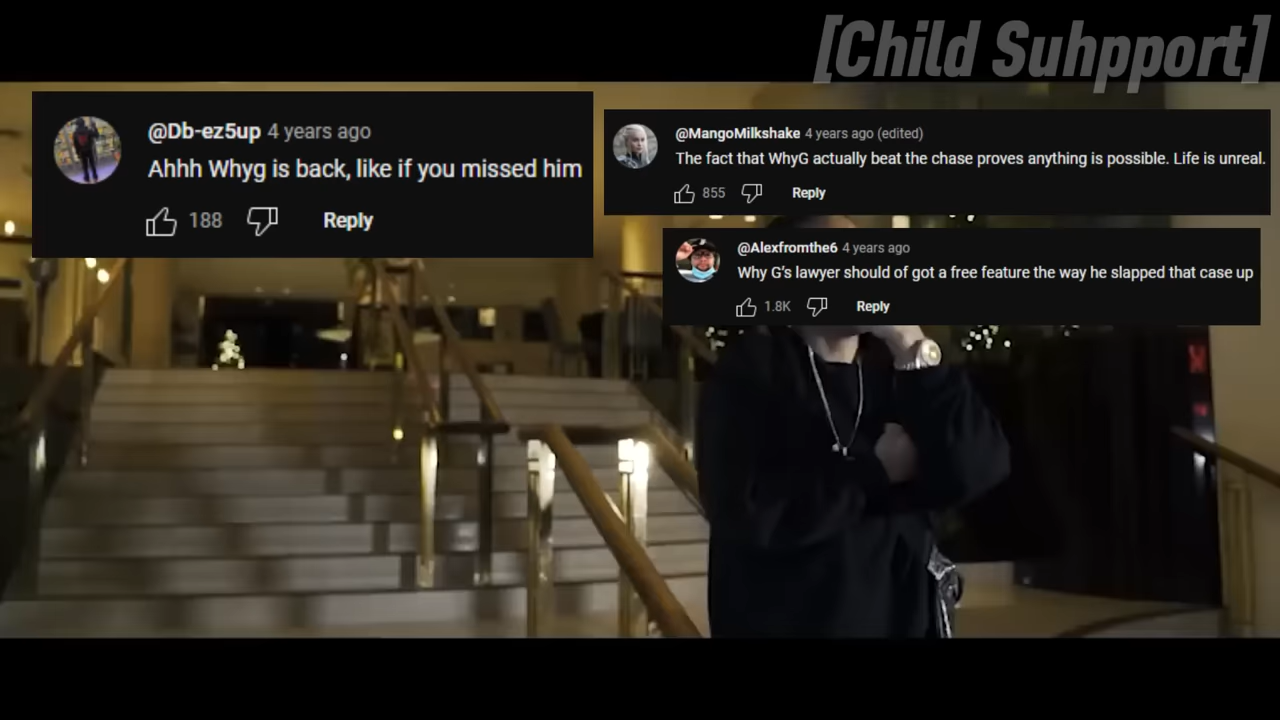 [Child Suhpport]
@Db-ez5up 4 years ago
Ahhh Whyg is back, like if you missed him
188 Reply
@MangoMilkshake 4 years ago (edited)
The fact that WhyG actually beat the chase proves anything is possible. Life is unreal.
855 Reply
@Alexfromthe6 4 years ago
Why G's lawyer should of got a free feature the way he slapped that case up
1.8K Reply